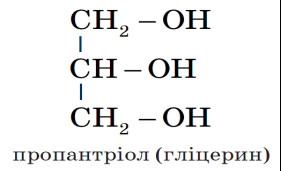 CH₂ – OH
CH – OH
CH₂ – OH
пропантріол (гліцерин)